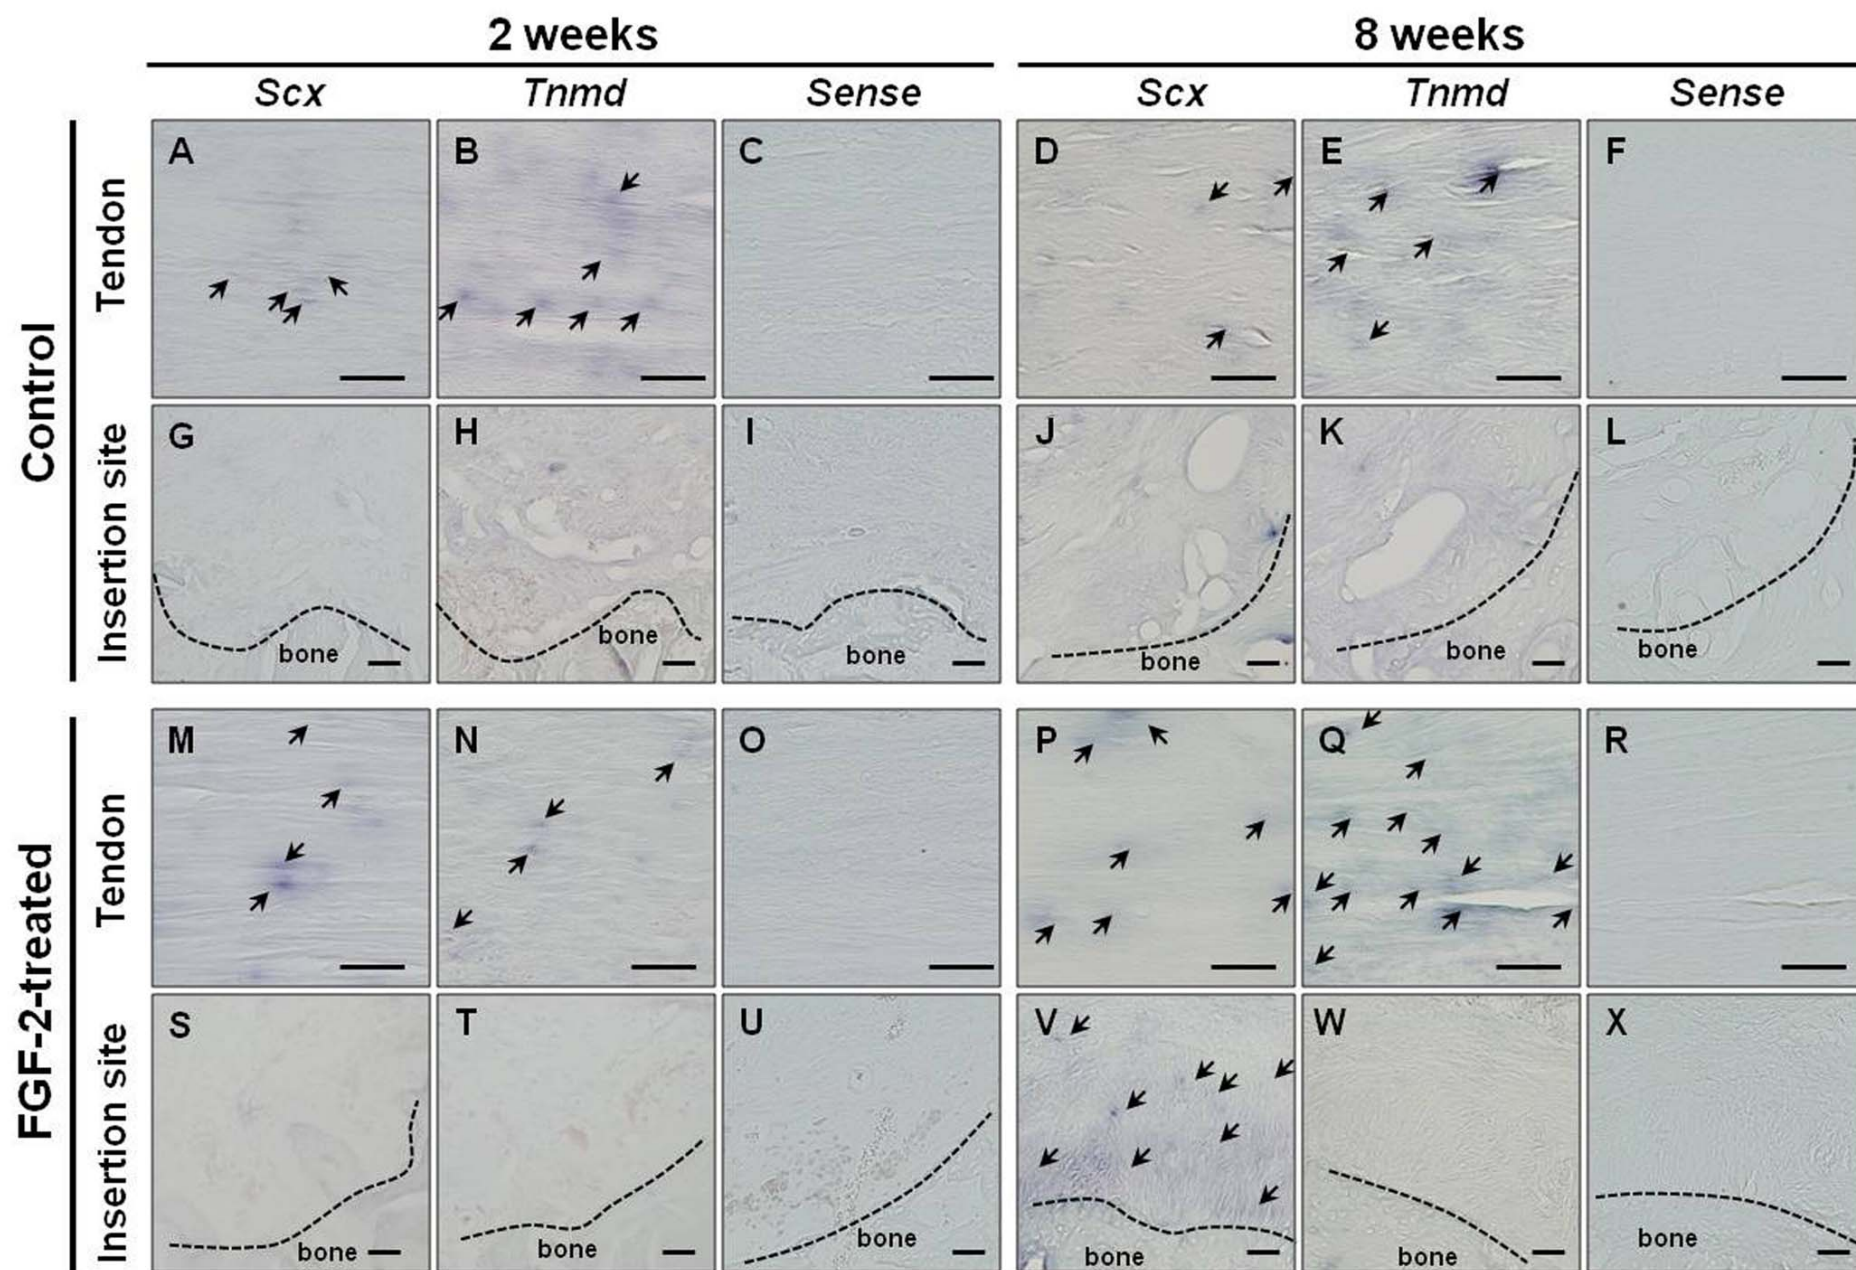 2 weeks 8 weeks
Scx Tnmd Sense Scx Tnmd Sense
Control
Tendon
A B C D E F
Insertion site
G H I J K L
bone bone bone bone bone bone
FGF-2-treated
Tendon
M N O P Q R
Insertion site
S T U V W X
bone bone bone bone bone bone